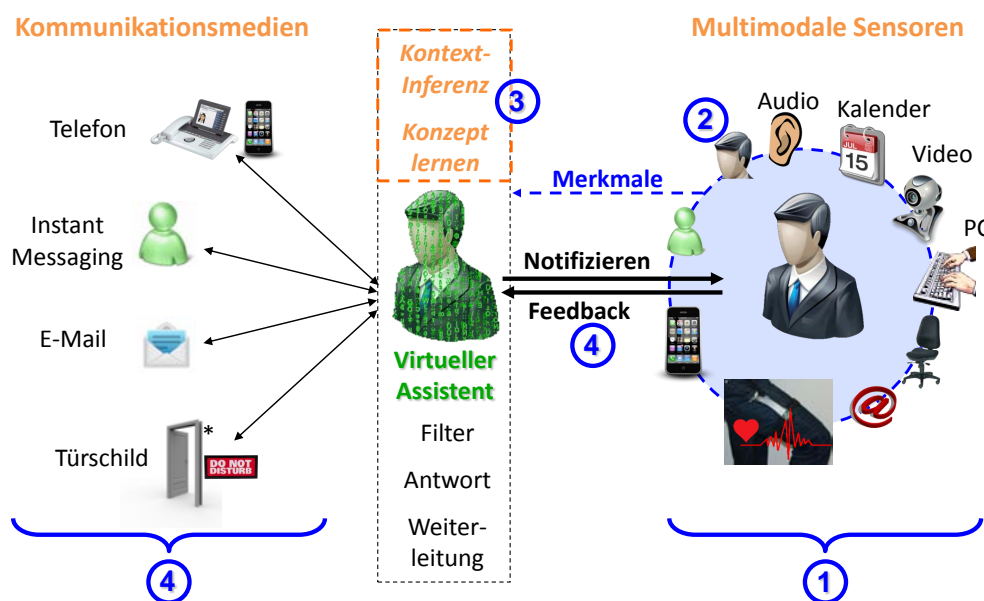 Kommunikationsmedien
Telefon
Instant
Messaging
E-Mail
Türschild
*
DO NOT
DISTURB
4
Kontext-
Inferenz
3
Konzept
lernen
Merkmale
Notifizieren
Feedback
4
Virtueller
Assistent
Filter
Antwort
Weiter-
leitung
Multimodale Sensoren
2
Audio
Kalender
JUL
15
Video
PC
@
1